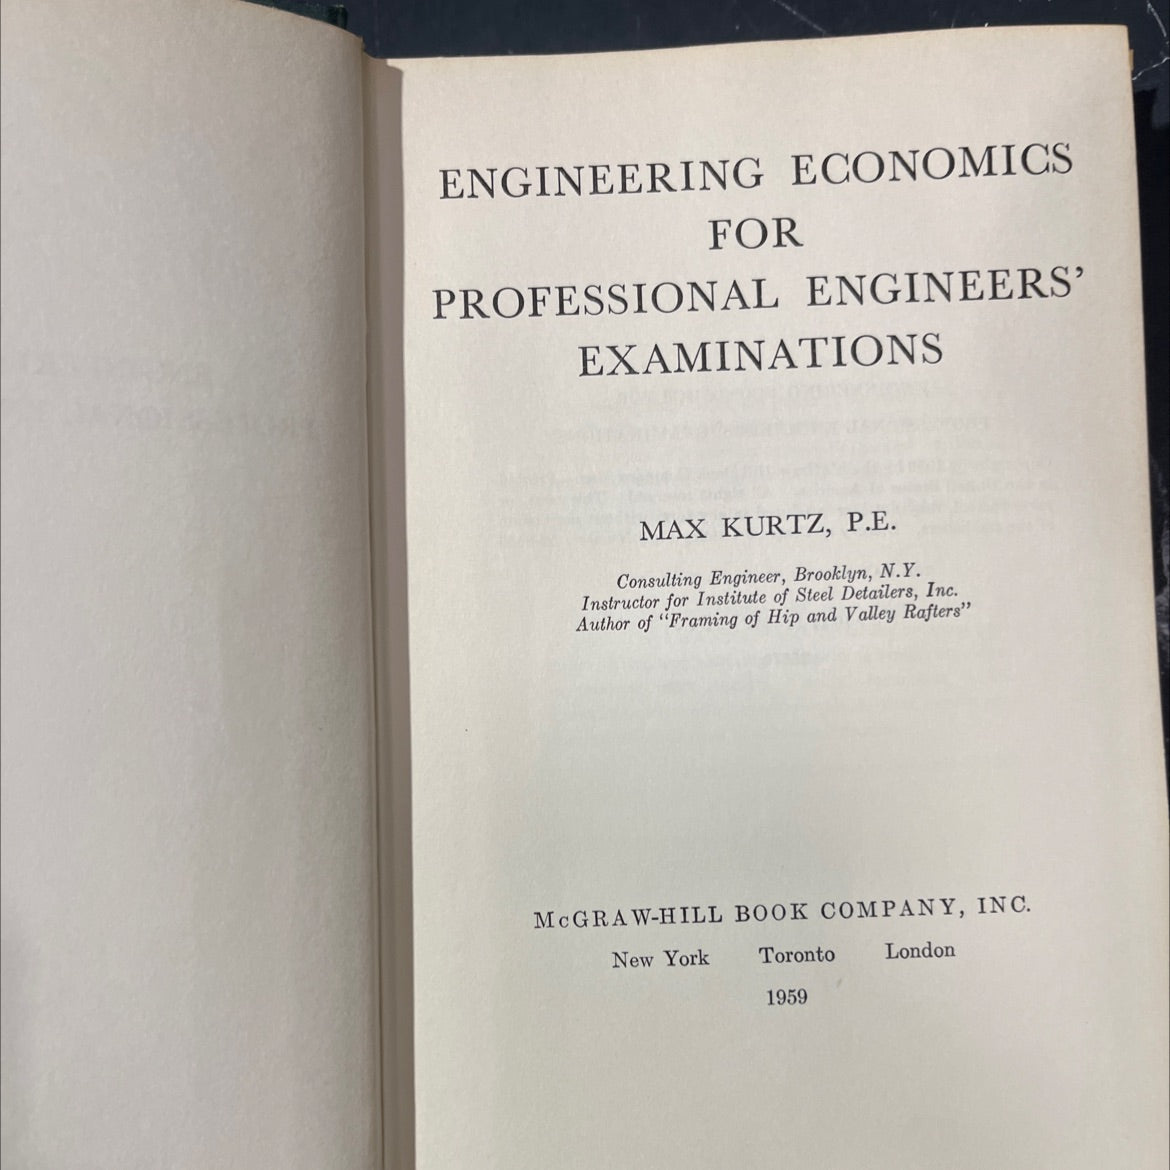 ENGINEERING ECONOMICS
FOR
PROFESSIONAL ENGINEERS’
EXAMINATIONS
MAX KURTZ, P.E.
Consulting Engineer, Brooklyn, N.Y.
Instructor for Institute of Steel Detailers, Inc.
Author of “Framing of Hip and Valley Rafters”
McGRAW-HILL BOOK COMPANY, INC.
New York Toronto London
1959